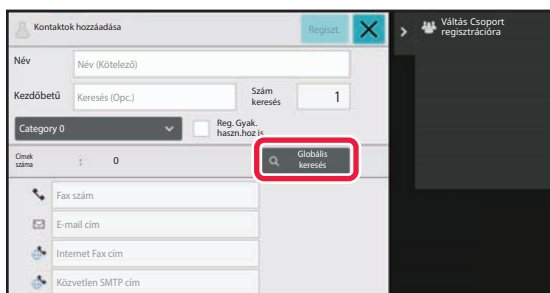 Kontaktok hozzáadása
Regiszt.
Váltás Csoport
regisztrációra
Név
Név (Kötelező)
Kezdőbetű
Keresés (Opc.)
Szám
keresés
1
Category 0
Reg. Gyak.
haszn.hoz is
Címek
száma
:
0
Globális
keresés
Fax szám
E-mail cím
Internet Fax cím
Közvetlen SMTP cím